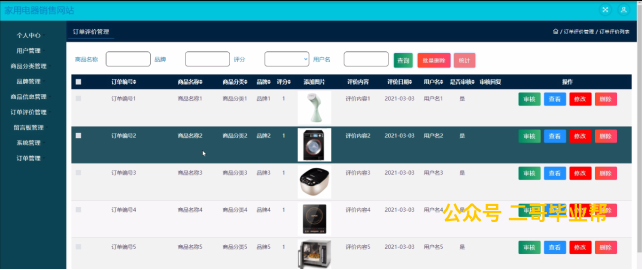 家用电器销售网站
个人中心
用户管理
商品分类管理
品牌管理
商品信息管理
订单评价管理
留言板管理
系统管理
订单管理
订单评价管理
/ 订单评价管理 / 订单评价列表
商品名称 品牌 评分 用户名 查询 批量删除 统计
订单编号 商品名称 商品分类 品牌 评分 添加图片 评价内容 评价日期 用户名 是否审核 审核回复 操作
订单编号1 商品名称1 商品分类1 品牌1 1 评价内容1 2021-03-03 用户名1 是 审核 查看 修改 删除
订单编号2 商品名称2 商品分类2 品牌2 1 评价内容2 2021-03-03 用户名2 是 审核 查看 修改 删除
订单编号3 商品名称3 商品分类3 品牌3 1 评价内容3 2021-03-03 用户名3 是 审核 查看 修改 删除
订单编号4 商品名称4 商品分类4 品牌4 1 评价内容4 2021-03-03 用户名4 是 审核 查看 修改 删除
公众号 二哥毕业帮
订单编号5 商品名称5 商品分类5 品牌5 1 评价内容5 2021-03-03 用户名5 是 审核 查看 修改 删除